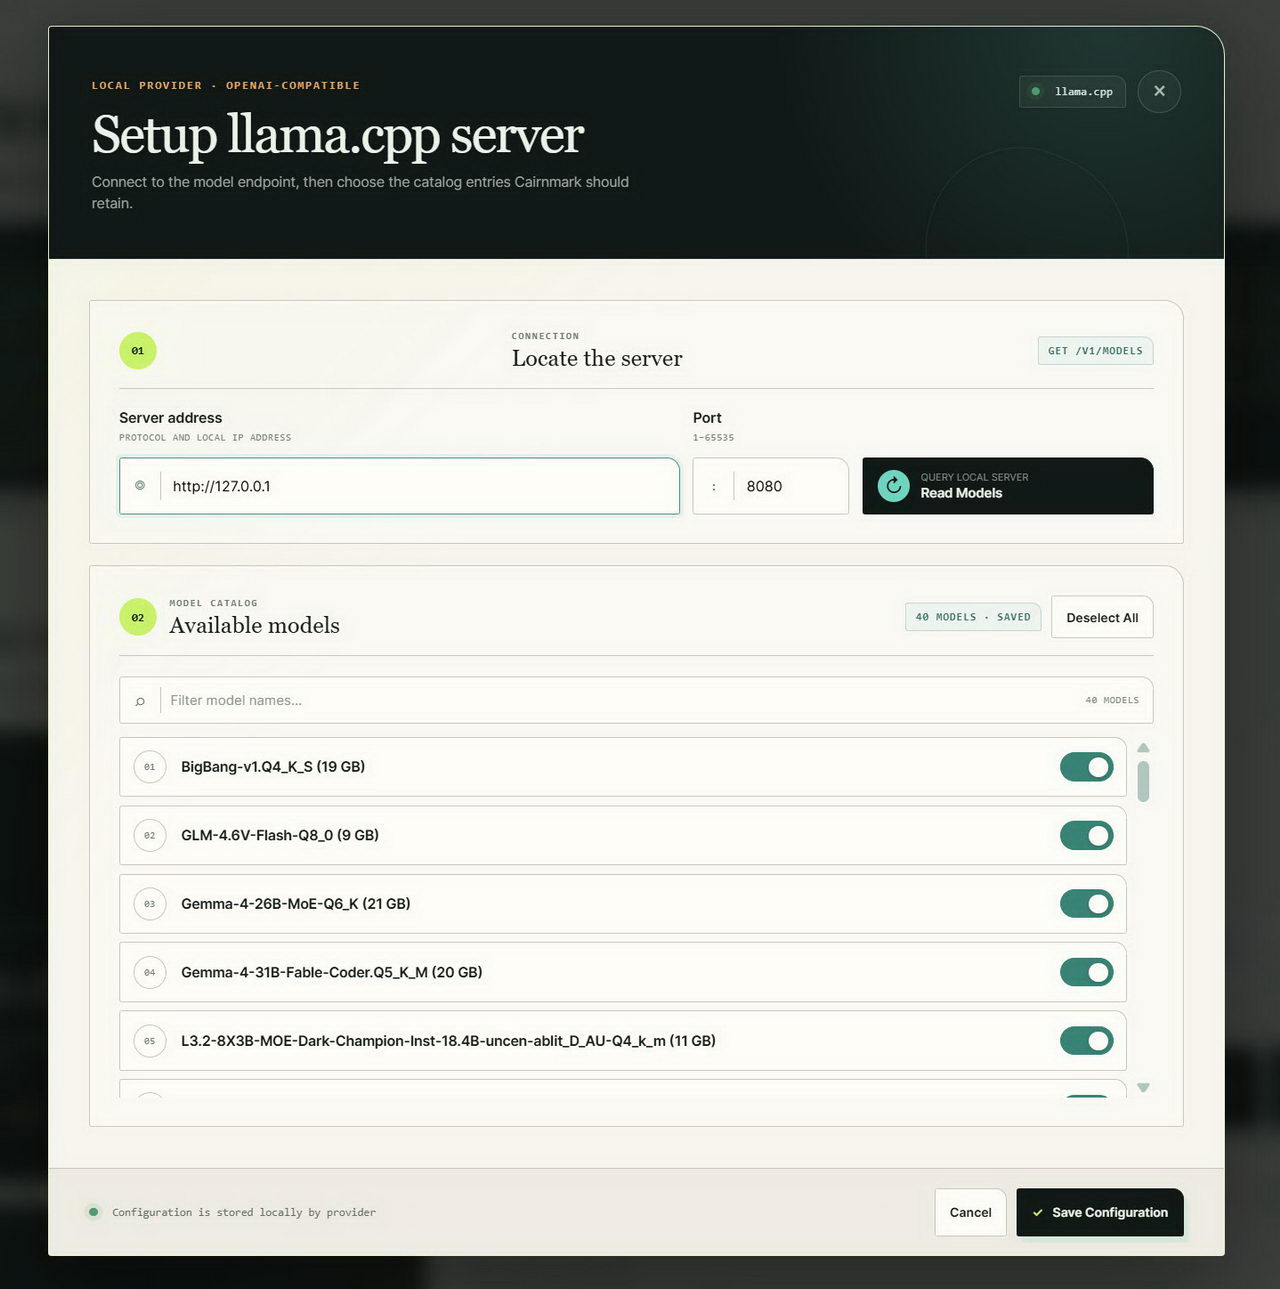 LOCAL PROVIDER · OPENAI-COMPATIBLE
llama.cpp
Setup llama.cpp server
Connect to the model endpoint, then choose the catalog entries Cairnmark should
retain.
01
CONNECTION
Locate the server
GET /V1/MODELS
Server address
PROTOCOL AND LOCAL IP ADDRESS
Port
1–65535
http://127.0.0.1
: 8080
QUERY LOCAL SERVER
Read Models
02
MODEL CATALOG
Available models
40 MODELS · SAVED
Deselect All
Filter model names...
40 MODELS
01 BigBang-v1.Q4_K_S (19 GB)
02 GLM-4.6V-Flash-Q8_0 (9 GB)
03 Gemma-4-26B-MoE-Q6_K (21 GB)
04 Gemma-4-31B-Fable-Coder.Q5_K_M (20 GB)
05 L3.2-8X3B-MOE-Dark-Champion-Inst-18.4B-uncen-ablit_D_AU-Q4_k_m (11 GB)
Configuration is stored locally by provider
Cancel
✓ Save Configuration